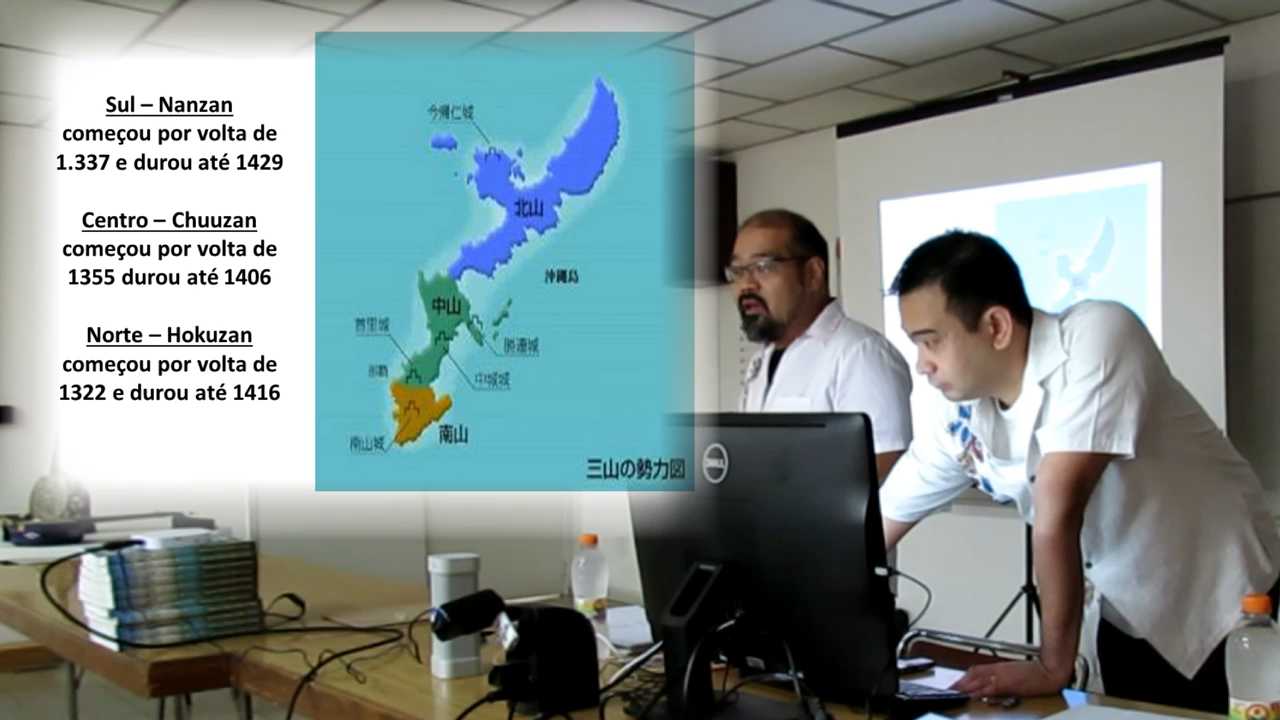 Sul – Nanzan
começou por volta de
1.337 e durou até 1429
Centro – Chuuzan
começou por volta de
1355 durou até 1406
Norte – Hokuzan
começou por volta de
1322 e durou até 1416
今帰仁城
北山
沖縄島
中山
首里城
勝連城
那覇
中城城
南山城
南山
三山の勢力図
DELL